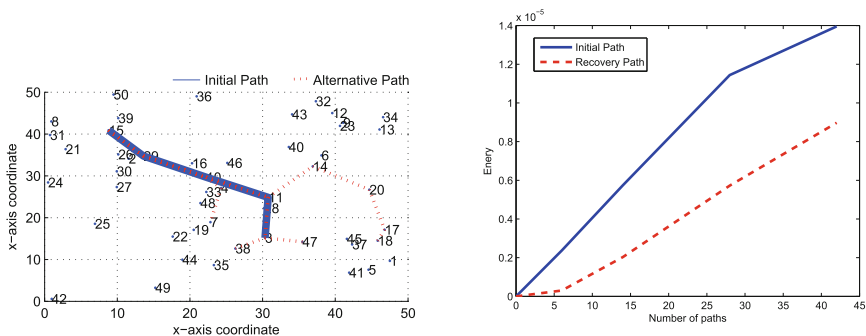 x 10⁻⁵
1.4
Initial Path
Recovery Path
1.2
1
0.8
0.6
0.4
0.2
0
Enery
0 5 10 15 20 25 30 35 40 45
Number of paths
Initial Path Alternative Path
50
40
30
20
10
0
x−axis coordinate
50 36 32
8 39 43 12 34
15 9 23 13
31
21 26 2 29 40 6
16 46 14
30 10
24 27 33 4 20
48 11
8
25 19 7 17
22 3 15 18
38 47 37
44 35 5 1
41
49
42
0 10 20 30 40 50
x−axis coordinate